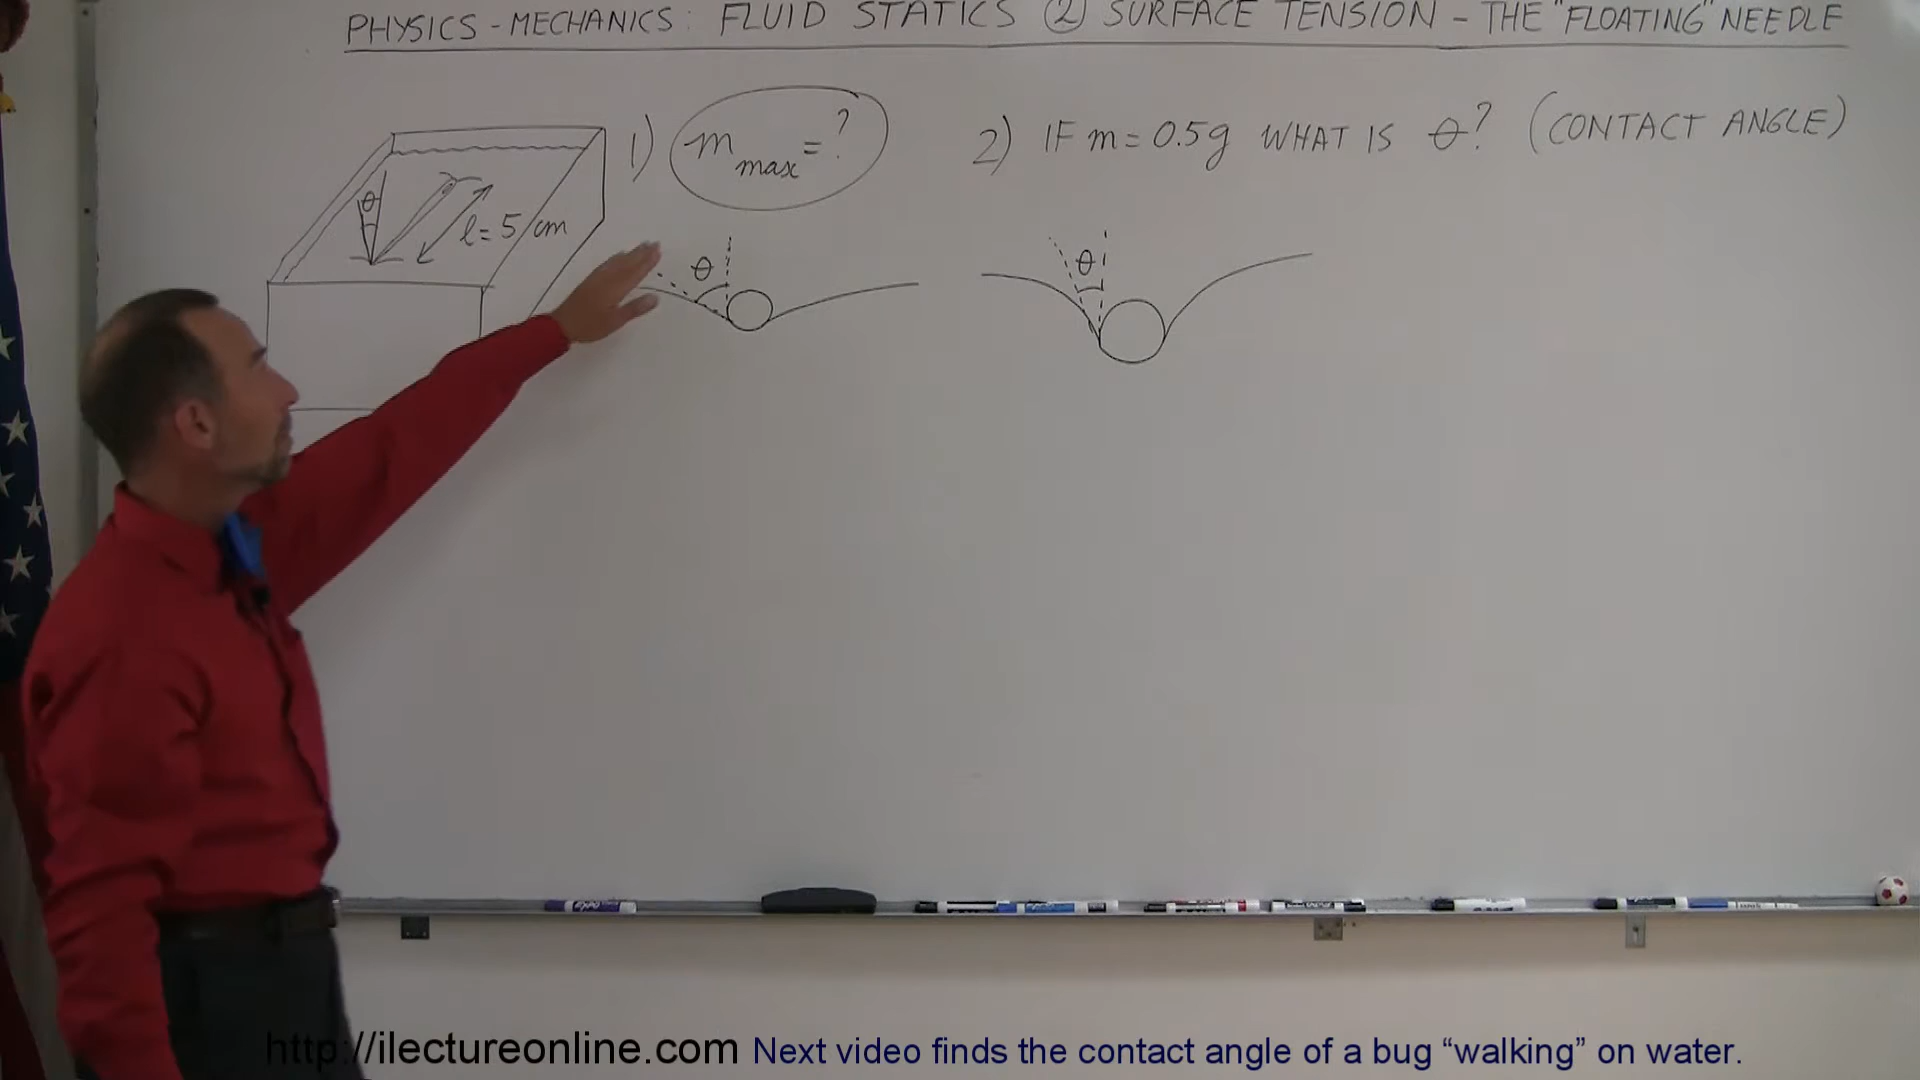 PHYSICS - MECHANICS: FLUID STATICS ② SURFACE TENSION - THE "FLOATING" NEEDLE
1) m max = ?
2) IF m = 0.5g WHAT IS θ? (CONTACT ANGLE)
θ
l = 5 cm
θ
θ
http://ilectureonline.com Next video finds the contact angle of a bug “walking” on water.